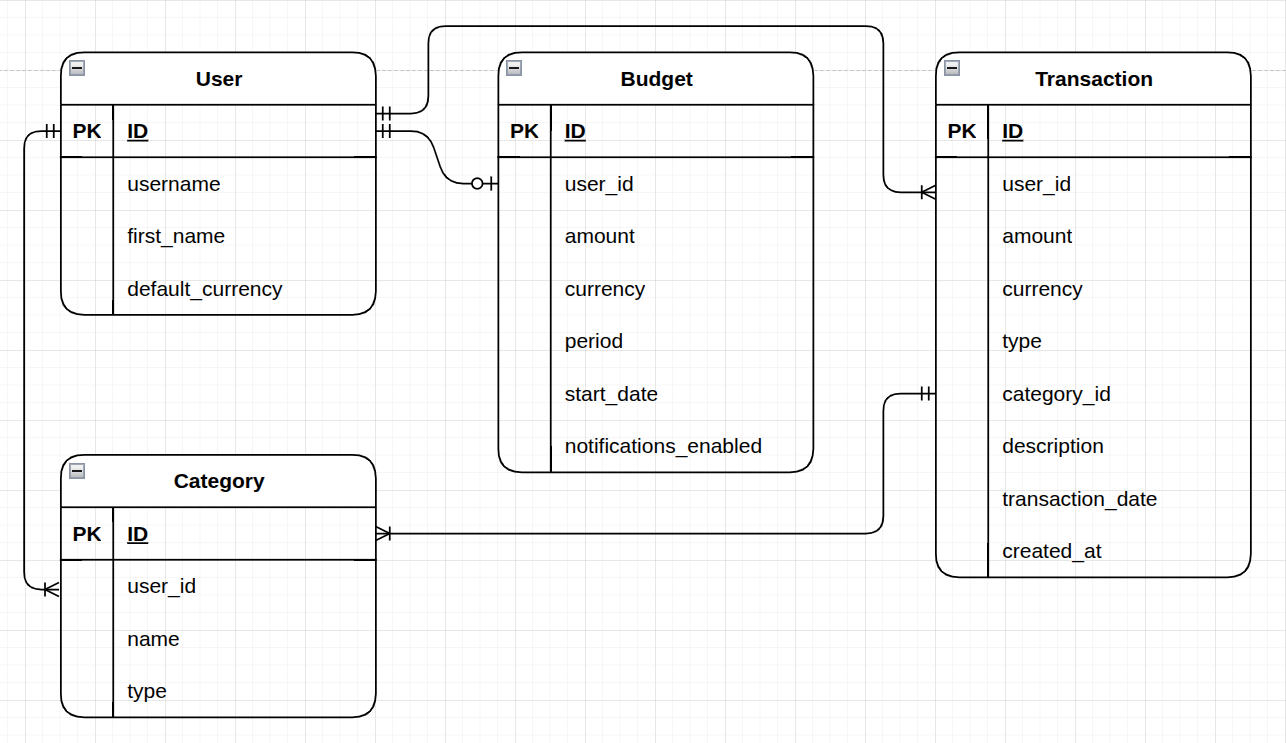 User
PK ID
username
first_name
default_currency
Budget
PK ID
user_id
amount
currency
period
start_date
notifications_enabled
Transaction
PK ID
user_id
amount
currency
type
category_id
description
transaction_date
created_at
Category
PK ID
user_id
name
type